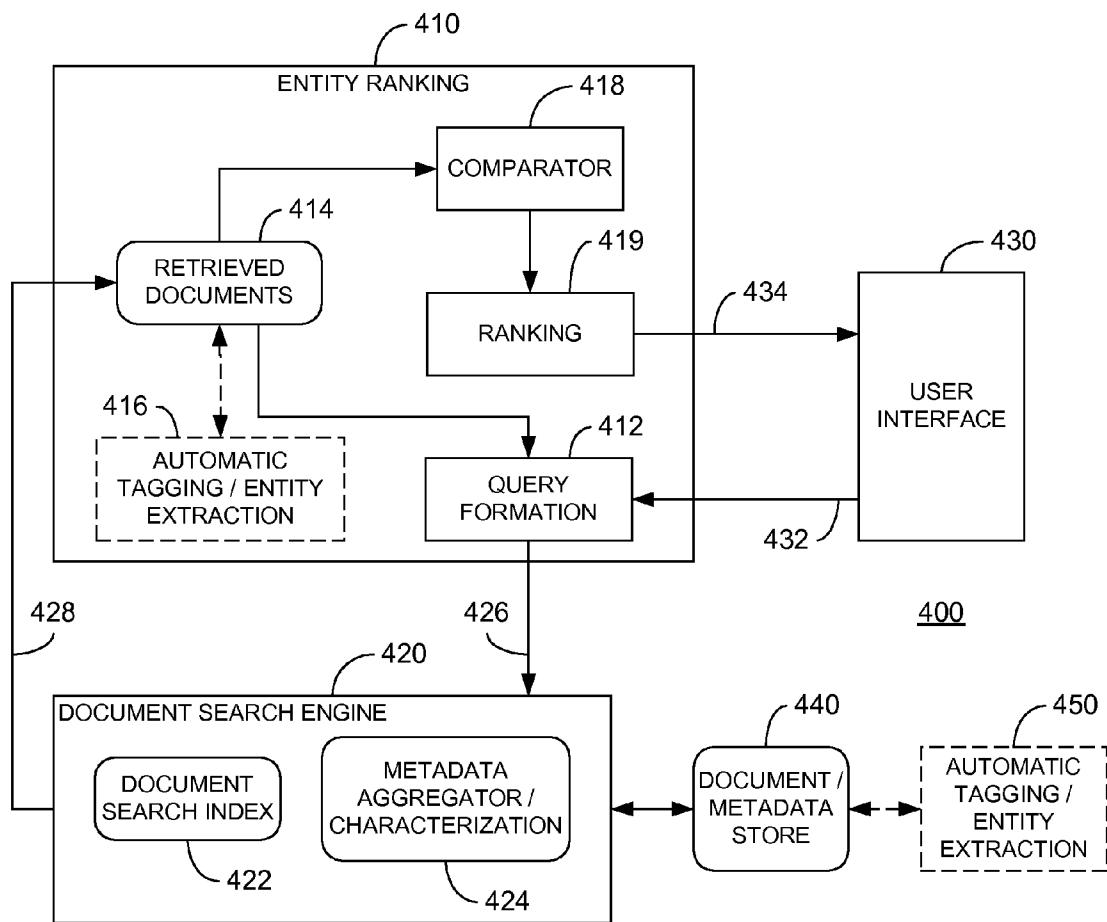 410
ENTITY RANKING
418
COMPARATOR
414
RETRIEVED
DOCUMENTS
419
RANKING
434
430
USER
INTERFACE
416
AUTOMATIC
TAGGING / ENTITY
EXTRACTION
412
QUERY
FORMATION
432
428
426
400
420
DOCUMENT SEARCH ENGINE
DOCUMENT
SEARCH INDEX
422
METADATA
AGGREGATOR /
CHARACTERIZATION
424
440
DOCUMENT /
METADATA
STORE
450
AUTOMATIC
TAGGING /
ENTITY
EXTRACTION